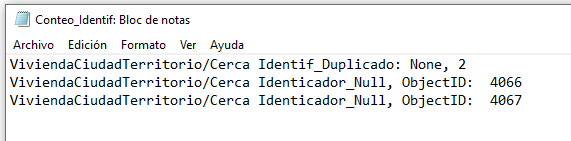 Conteo_Identif: Bloc de notas
Archivo Edición Formato Ver Ayuda
ViviendaCiudadTerritorio/Cerca Identif_Duplicado: None, 2
ViviendaCiudadTerritorio/Cerca Identicador_Null, ObjectID:  4066
ViviendaCiudadTerritorio/Cerca Identicador_Null, ObjectID:  4067